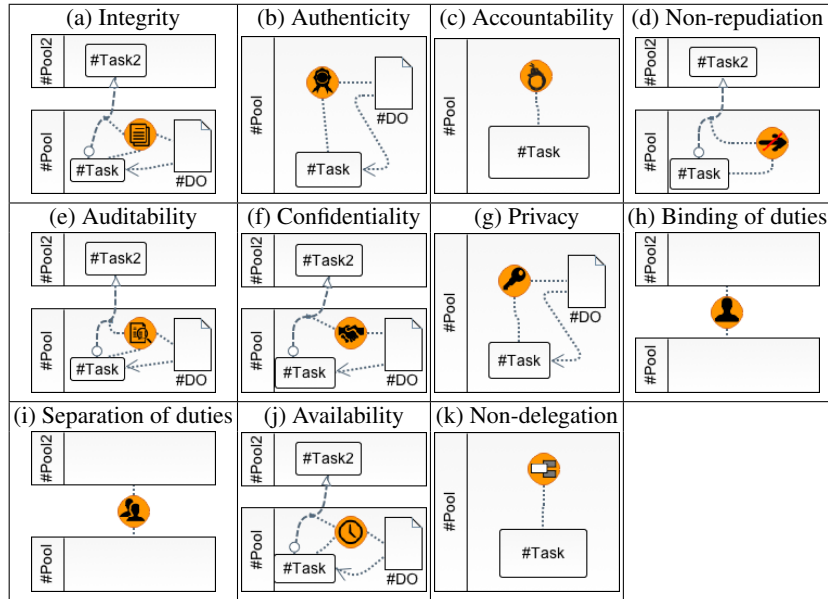 (a) Integrity
#Pool2
#Task2
#Pool
#Task
#DO
(b) Authenticity
#Pool
#DO
#Task
(c) Accountability
#Pool
#Task
(d) Non-repudiation
#Pool2
#Task2
#Pool
#Task
(e) Auditability
#Pool2
#Task2
#Pool
#Task
#DO
(f) Confidentiality
#Pool2
#Task2
#Pool
#Task
#DO
(g) Privacy
#Pool
#DO
#Task
(h) Binding of duties
#Pool2
#Pool
(i) Separation of duties
#Pool2
#Pool
(j) Availability
#Pool2
#Task2
#Pool
#Task
#DO
(k) Non-delegation
#Pool
#Task